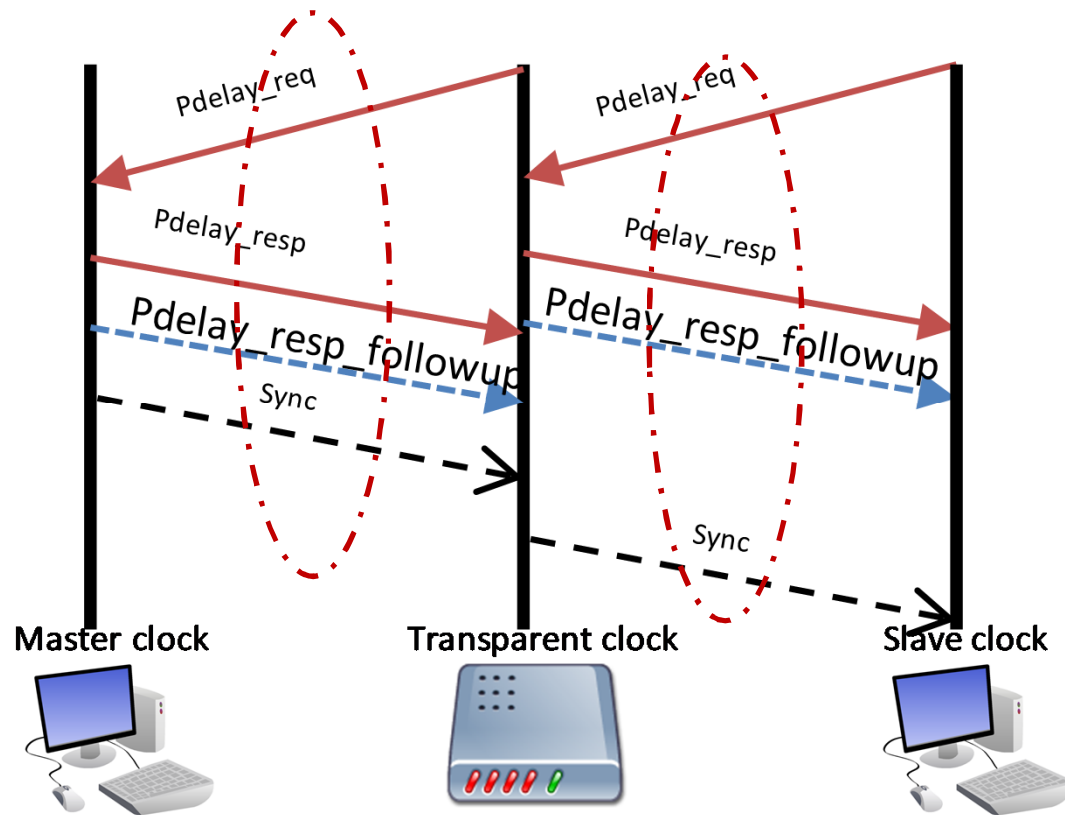 Pdelay_req
Pdelay_req
Pdelay_resp
Pdelay_resp
Pdelay_resp_followup
Pdelay_resp_followup
Sync
Sync
Master clock
Transparent clock
Slave clock